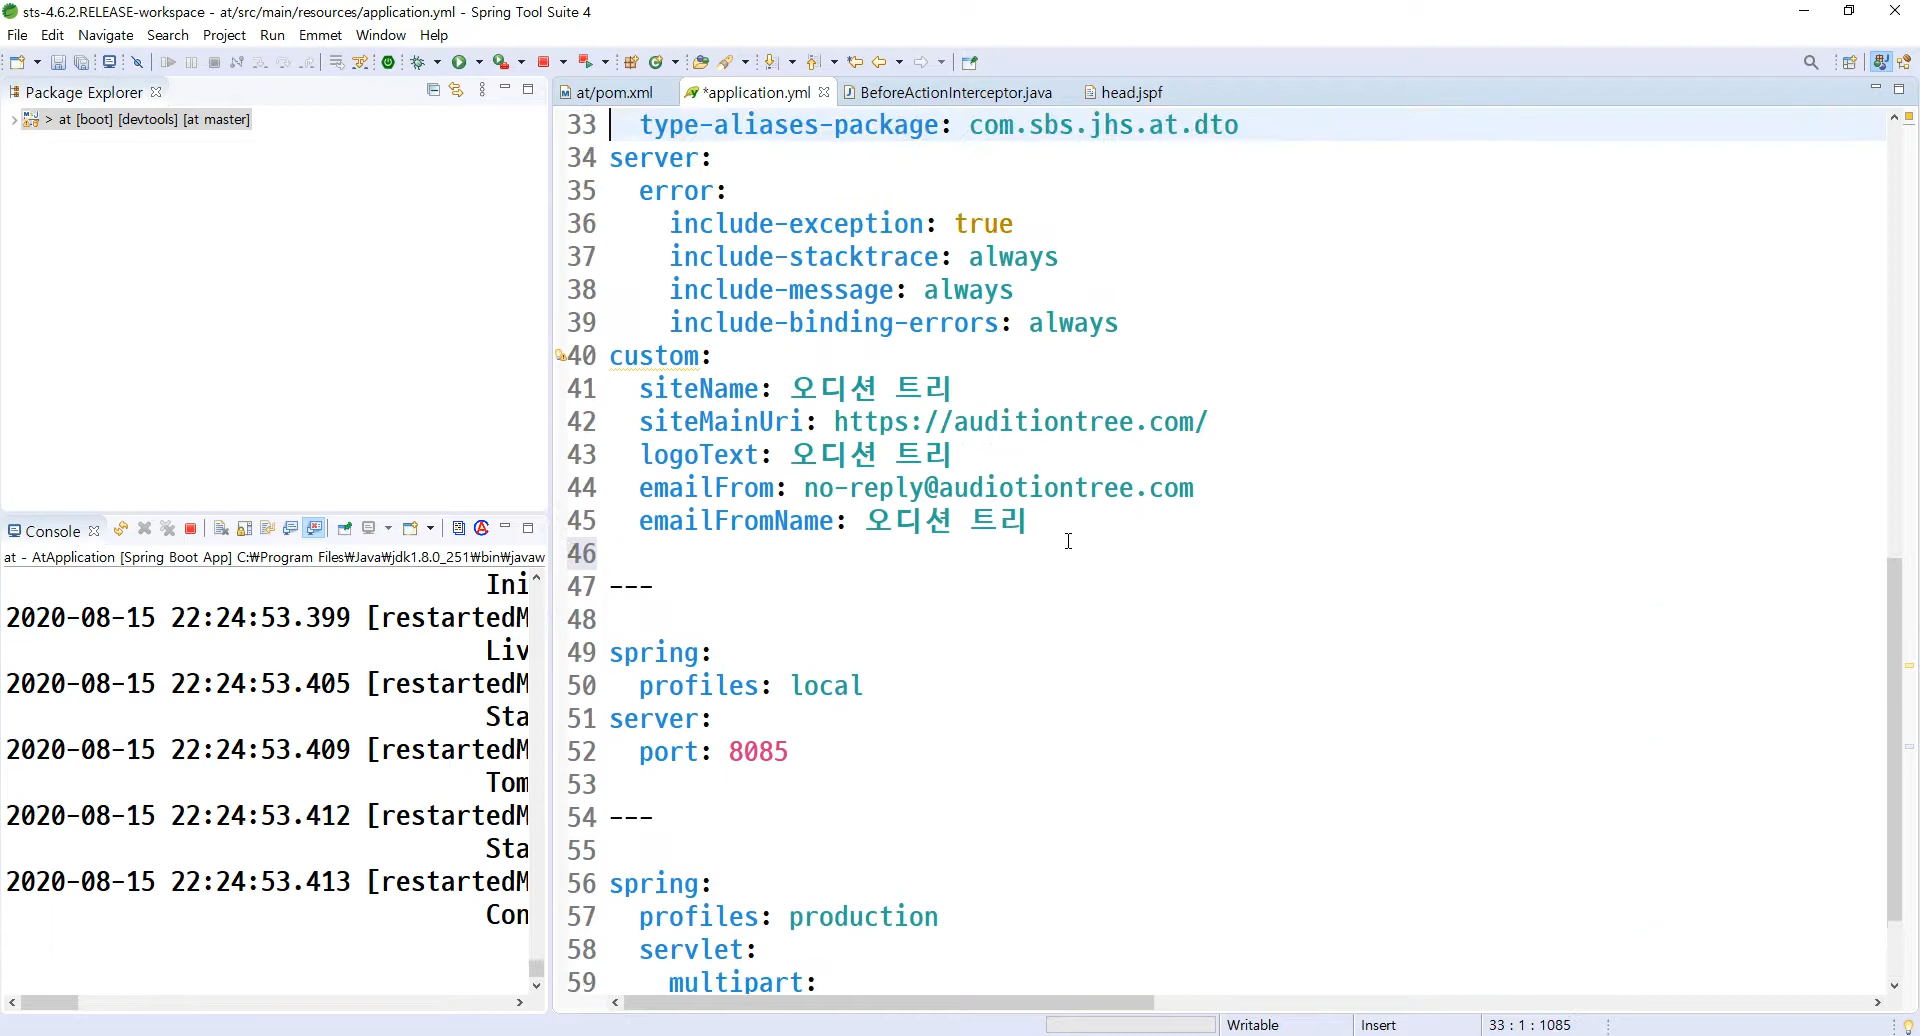 sts-4.6.2.RELEASE-workspace - at/src/main/resources/application.yml - Spring Tool Suite 4
File Edit Navigate Search Project Run Emmet Window Help
Package Explorer
> at [boot] [devtools] [at master]
at/pom.xml
*application.yml
BeforeActionInterceptor.java
head.jspf
33 type-aliases-package: com.sbs.jhs.at.dto
34 server:
35 error:
36 include-exception: true
37 include-stacktrace: always
38 include-message: always
39 include-binding-errors: always
40 custom:
41 siteName: 오디션 트리
42 siteMainUri: https://auditiontree.com/
43 logoText: 오디션 트리
44 emailFrom: no-reply@audiotiontree.com
45 emailFromName: 오디션 트리
46
47 ---
48
49 spring:
50 profiles: local
51 server:
52 port: 8085
53
54 ---
55
56 spring:
57 profiles: production
58 servlet:
59 multipart:
Console
at - AtApplication [Spring Boot App] C:₩Program Files₩Java₩jdk1.8.0_251₩bin₩javaw
Ini
2020-08-15 22:24:53.399 [restartedM
Liv
2020-08-15 22:24:53.405 [restartedM
Sta
2020-08-15 22:24:53.409 [restartedM
Tom
2020-08-15 22:24:53.412 [restartedM
Sta
2020-08-15 22:24:53.413 [restartedM
Con
Writable
Insert
33 : 1 : 1085